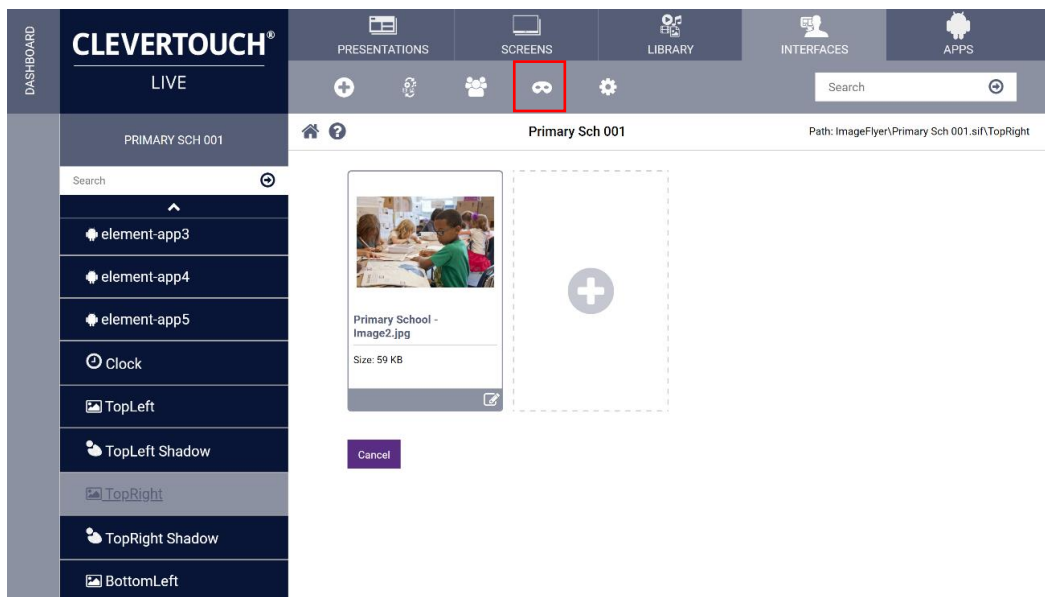 DASHBOARD
CLEVERTOUCH®
LIVE
PRESENTATIONS
SCREENS
LIBRARY
INTERFACES
APPS
Search
PRIMARY SCH 001
Primary Sch 001
Path: ImageFlyer\Primary Sch 001.sif\TopRight
Search
element-app3
element-app4
element-app5
Clock
TopLeft
TopLeft Shadow
TopRight
TopRight Shadow
BottomLeft
Primary School -
Image2.jpg
Size: 59 KB
Cancel